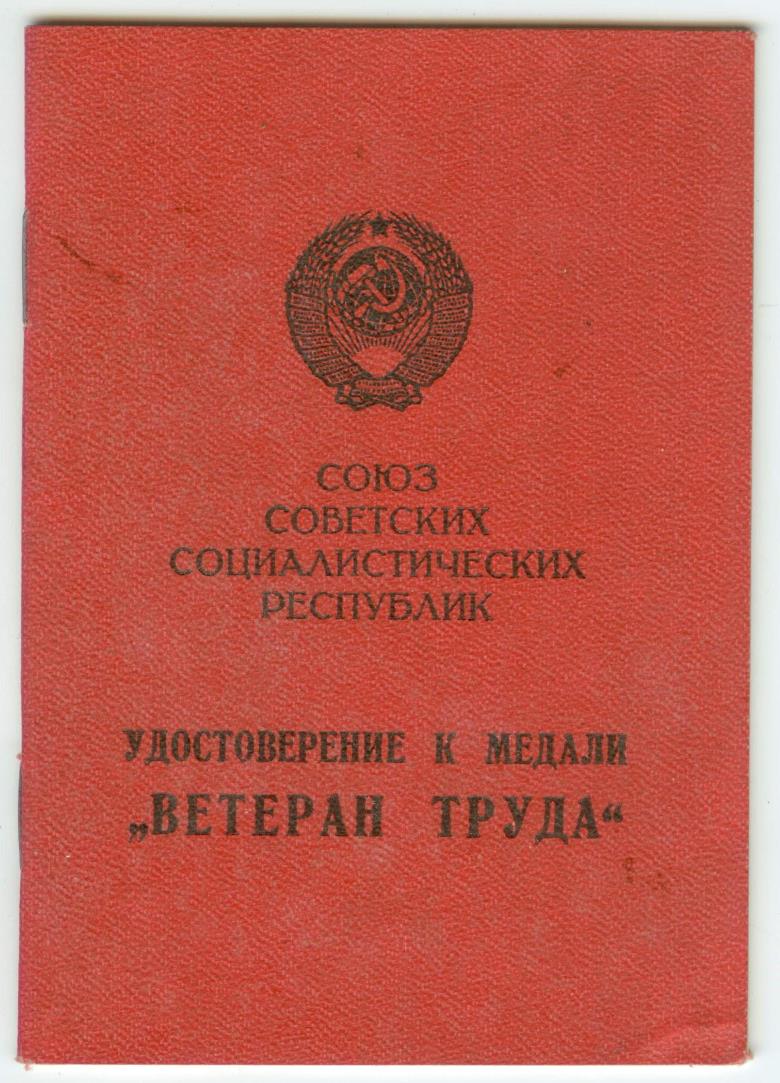 СОЮЗ
СОВЕТСКИХ
СОЦИАЛИСТИЧЕСКИХ
РЕСПУБЛИК
УДОСТОВЕРЕНИЕ К МЕДАЛИ
„ВЕТЕРАН ТРУДА“